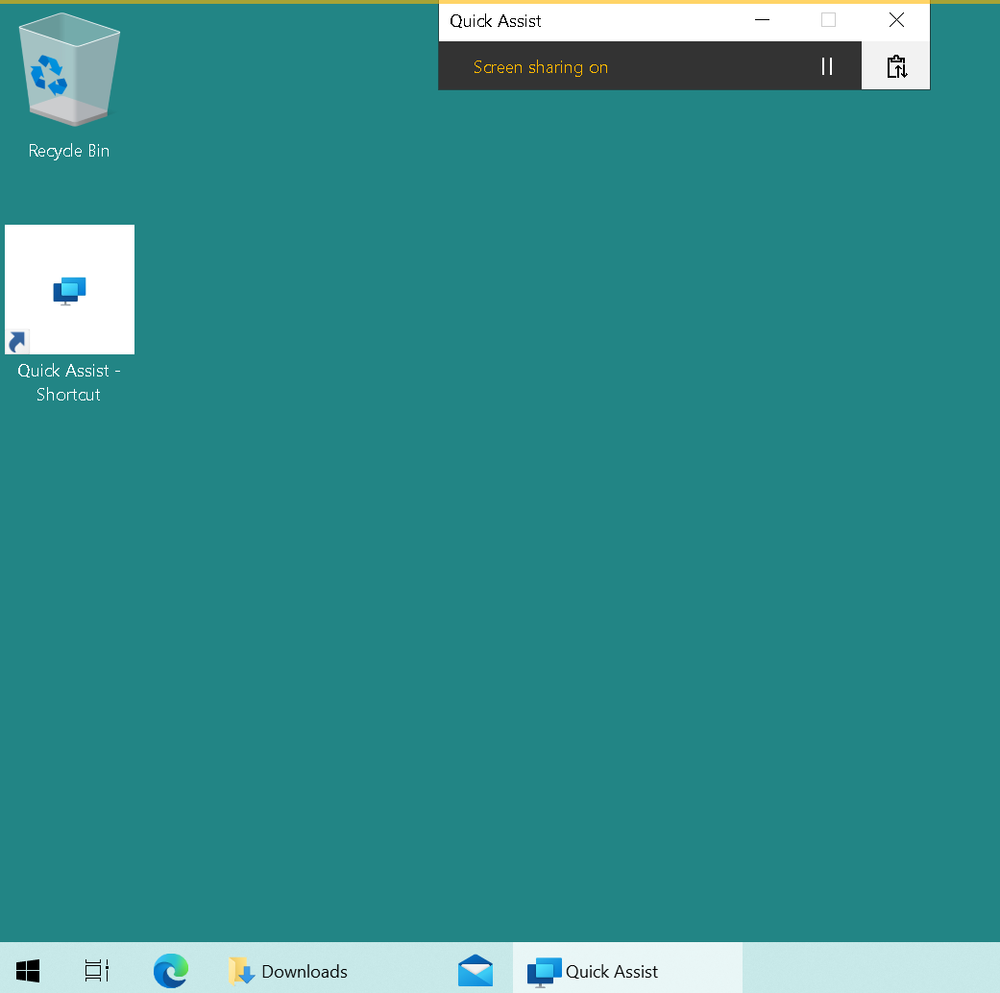 Quick Assist
Screen sharing on
Recycle Bin
Quick Assist -
Shortcut
Downloads
Quick Assist